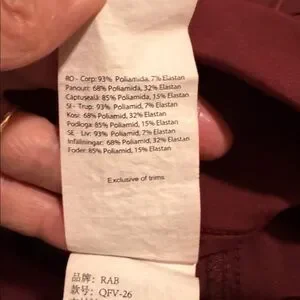 RO - Corp: 93% Poliamida, 7% Elastan
Panouri: 68% Poliamida, 32% Elastan
Captuseală: 85% Poliamidă, 15% Elastan
SI - Trup: 93% Poliamid, 7% Elastan
Kosi: 68% Poliamid, 32% Elastan
Podloga: 85% Poliamid, 15% Elastan
SE - Liv: 93% Polyamid, 7% Elastan
Infällningar: 68% Polyamid, 32% Elastan
Foder: 85% Polyamid, 15% Elastan
Exclusive of trims
品牌: RAB
款号: QFV-26